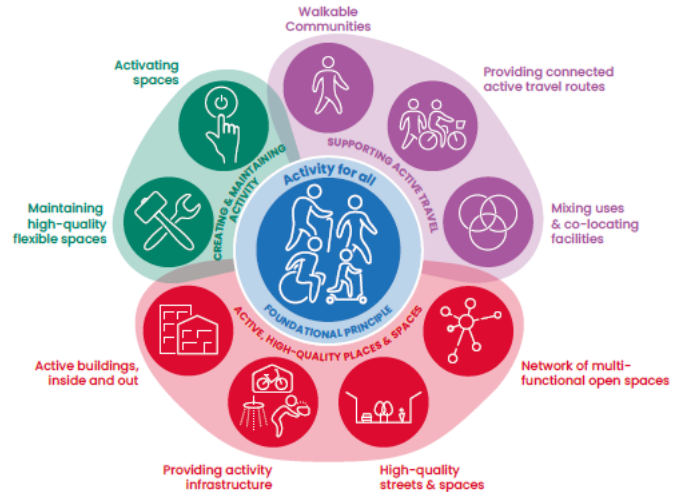 Walkable
Communities
Activating
spaces
Providing connected
active travel routes
SUPPORTING ACTIVE TRAVEL
CREATING & MAINTAINING
ACTIVITY
Activity for all
Maintaining
high-quality
flexible spaces
Mixing uses
& co-locating
facilities
FOUNDATIONAL PRINCIPLE
ACTIVE, HIGH-QUALITY PLACES & SPACES
Active buildings,
inside and out
Network of multi-
functional open spaces
Providing activity
infrastructure
High-quality
streets & spaces